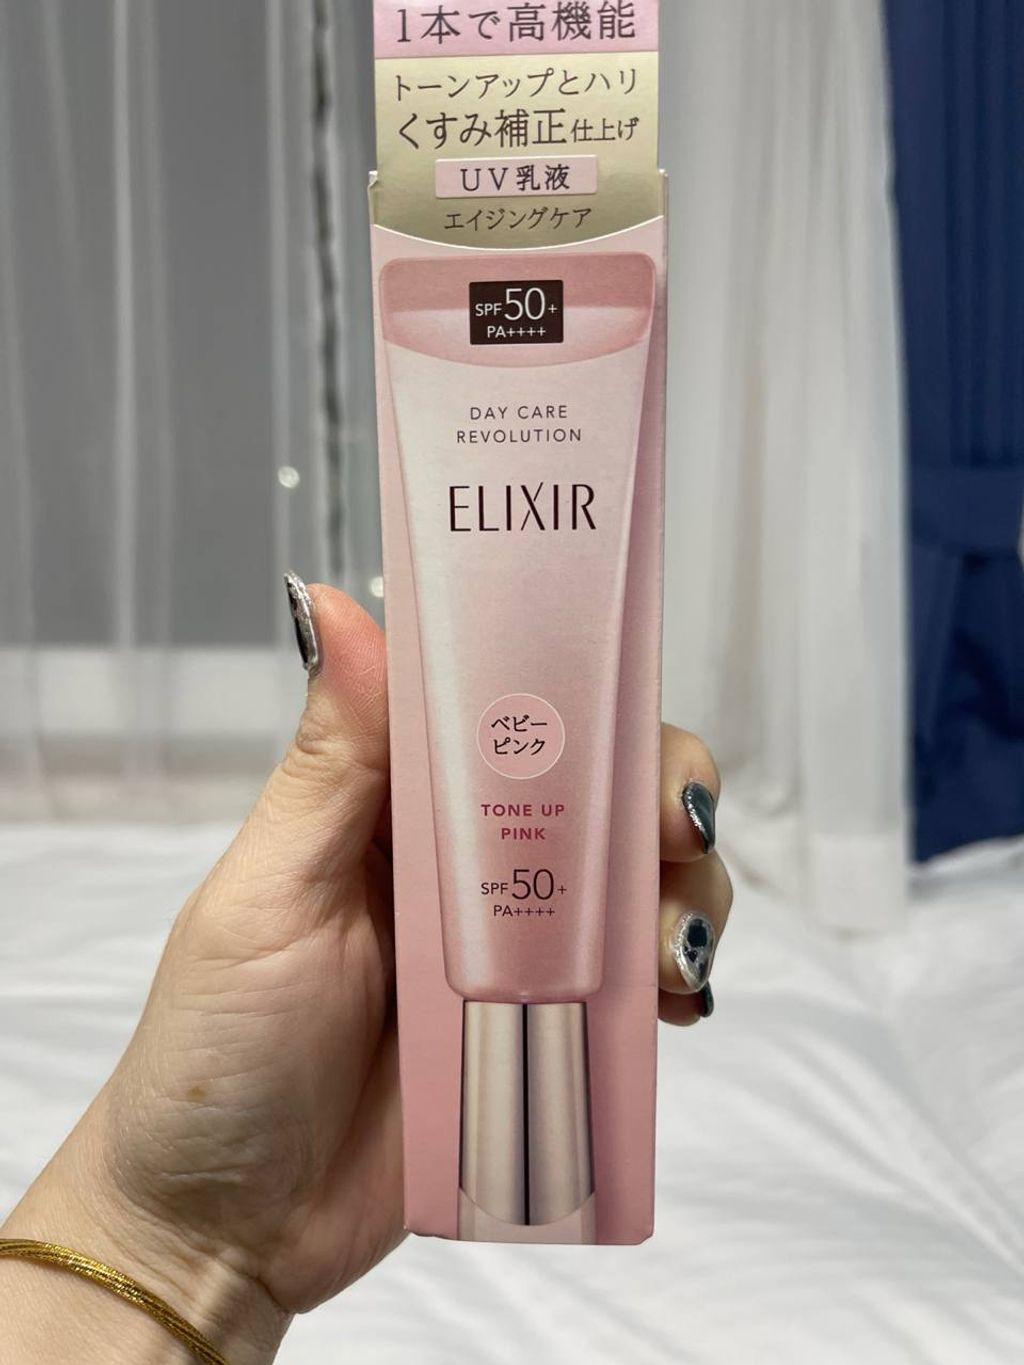 1本で高機能
トーンアップとハリ
くすみ補正仕上げ
UV乳液
エイジングケア
SPF50+
PA++++
DAY CARE
REVOLUTION
ELIXIR
ベビー
ピンク
TONE UP
PINK
SPF50+
PA++++